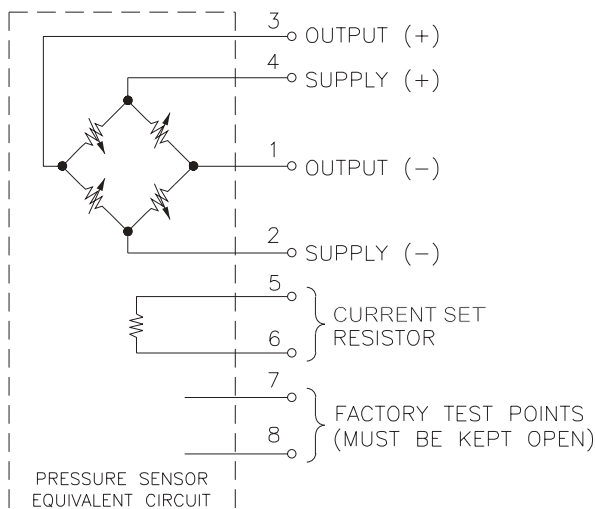 3
OUTPUT (+)
4
SUPPLY (+)
1
OUTPUT (-)
2
SUPPLY (-)
5
CURRENT SET
RESISTOR
6
7
FACTORY TEST POINTS
(MUST BE KEPT OPEN)
8
PRESSURE SENSOR
EQUIVALENT CIRCUIT